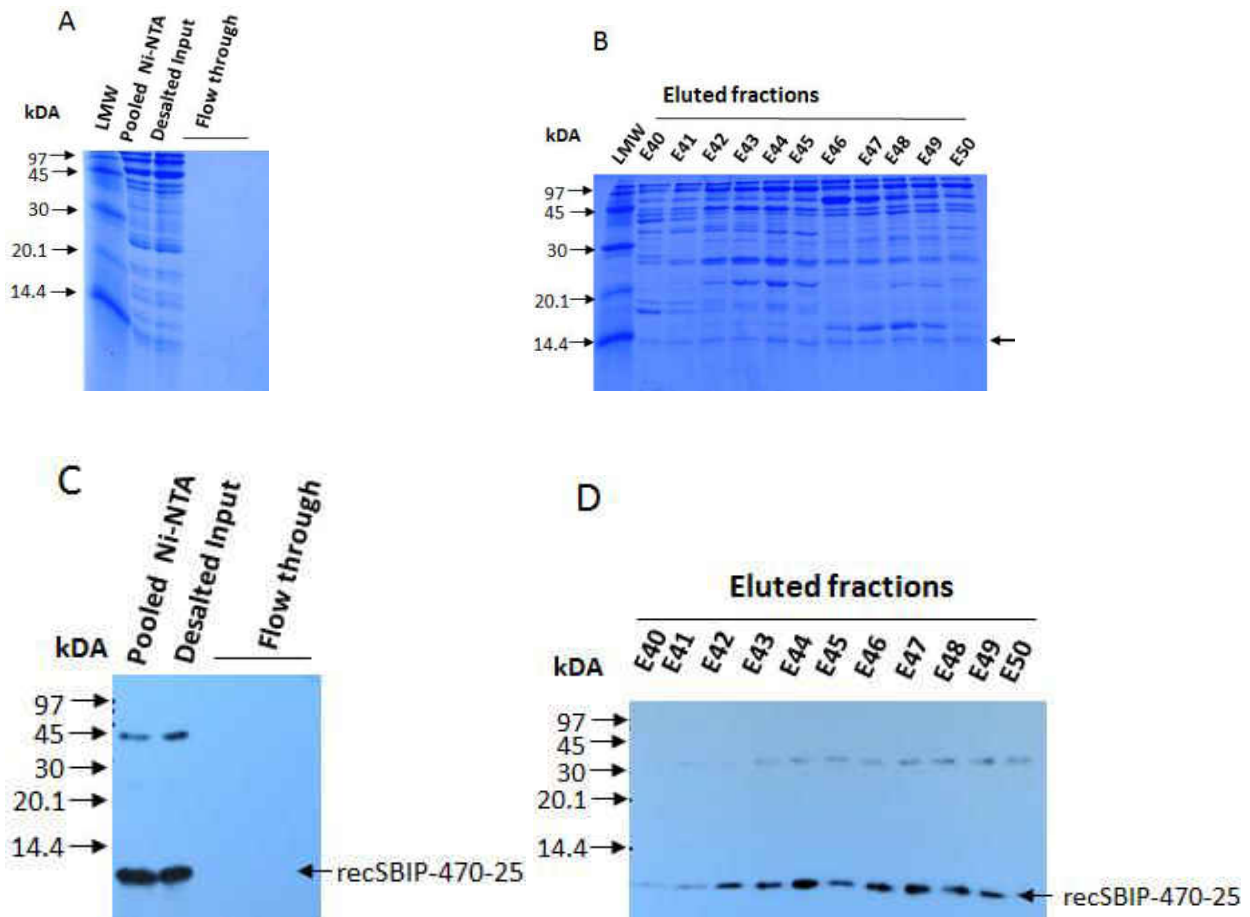 A
LMW
Pooled Ni-NTA
Desalted Input
Flow through
kDA
97
45
30
20.1
14.4
B
Eluted fractions
kDA
LMW
E40
E41
E42
E43
E44
E45
E46
E47
E48
E49
E50
97
45
30
20.1
14.4
C
Pooled Ni-NTA
Desalted Input
Flow through
kDA
97
45
30
20.1
14.4
recSBIP-470-25
D
Eluted fractions
kDA
E40
E41
E42
E43
E44
E45
E46
E47
E48
E49
E50
97
45
30
20.1
14.4
recSBIP-470-25